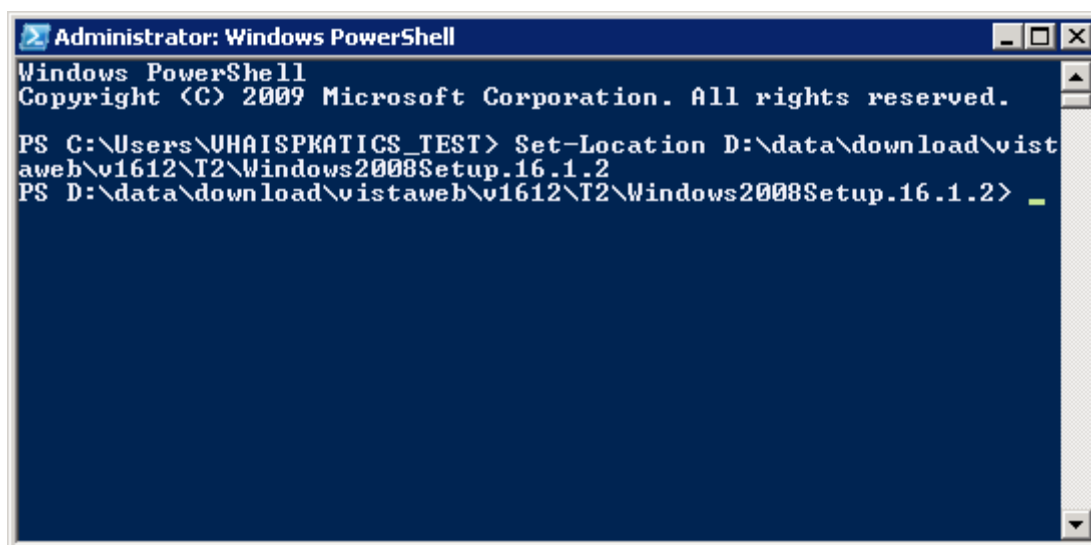 Administrator: Windows PowerShell
Windows PowerShell
Copyright (C) 2009 Microsoft Corporation. All rights reserved.
PS C:\Users\VHAISPKATICS_TEST> Set-Location D:\data\download\vist
aweb\v1612\T2\Windows2008Setup.16.1.2
PS D:\data\download\vistaweb\v1612\T2\Windows2008Setup.16.1.2> _